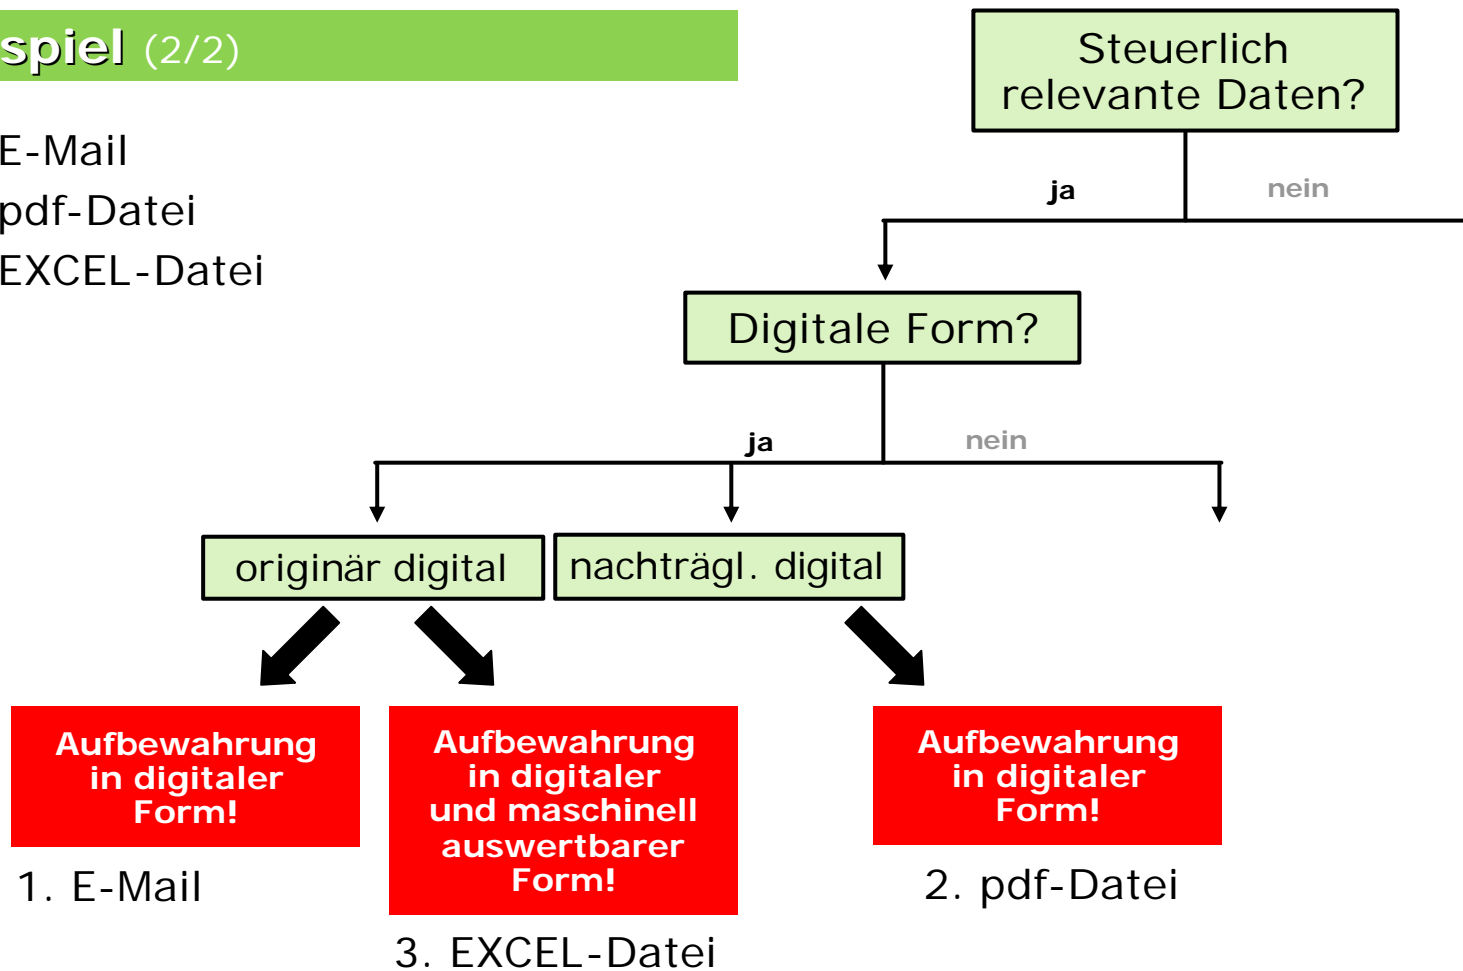 spiel (2/2)
E-Mail
pdf-Datei
EXCEL-Datei
Steuerlich
relevante Daten?
ja
nein
Digitale Form?
ja
nein
originär digital
nachträgl. digital
Aufbewahrung
in digitaler
Form!
1. E-Mail
Aufbewahrung
in digitaler
und maschinell
auswertbarer
Form!
3. EXCEL-Datei
Aufbewahrung
in digitaler
Form!
2. pdf-Datei